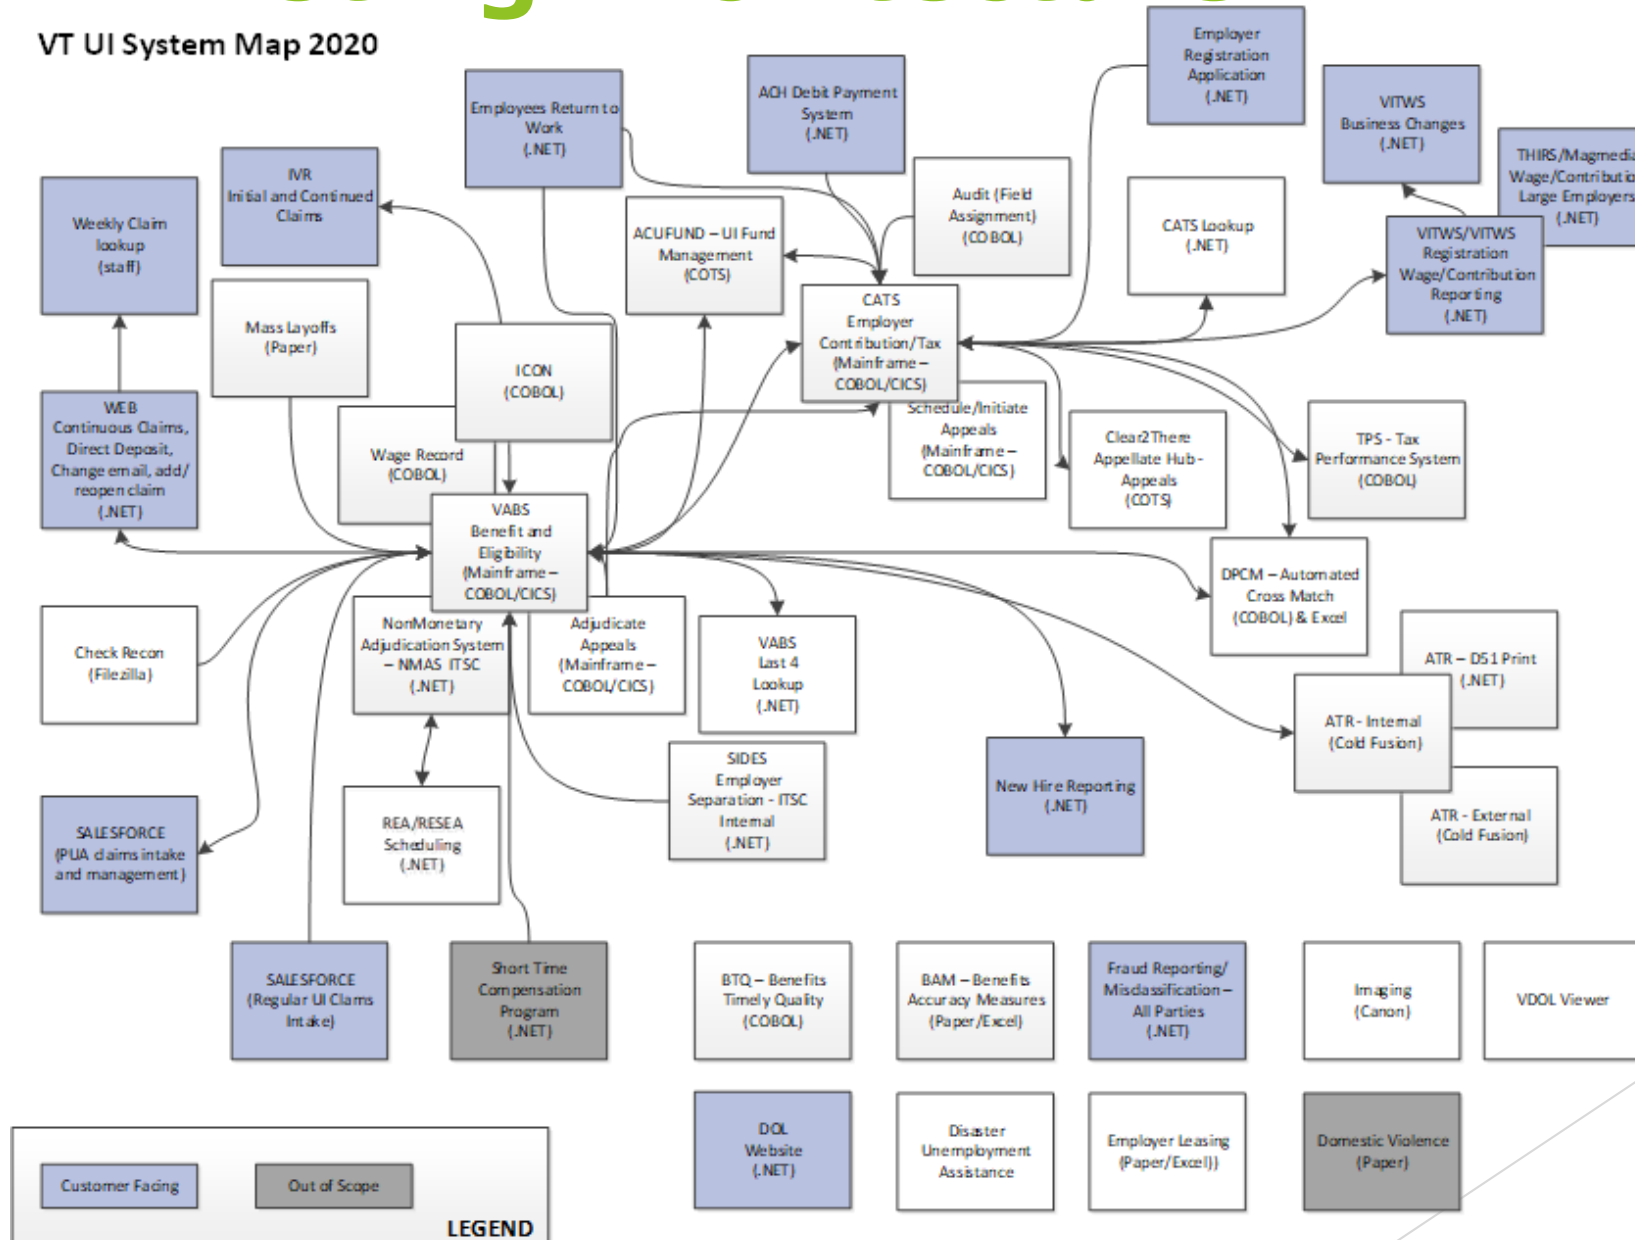 VT UI System Map 2020
Employees Return to
Work
(.NET)
ACH Debit Payment
System
(.NET)
Employer
Registration
Application
(.NET)
VITWS
Business Changes
(.NET)
THIRS/Magmedia
Wage/Contributio
Large Employers
(.NET)
IVR
Initial and Continued
Claims
Weekly Claim
lookup
(staff)
Audit (Field
Assignment)
(COBOL)
ACUFUND – UI Fund
Management
(COTS)
CATS Lookup
(.NET)
VITWS/VITWS
Registration
Wage/Contribution
Reporting
(.NET)
Mass Layoffs
(Paper)
CATS
Employer
Contribution/Tax
(Mainframe –
COBOL/CICS)
ICON
(COBOL)
WEB
Continuous Claims,
Direct Deposit,
Change email, add/
reopen claim
(.NET)
Wage Record
(COBOL)
Schedule/Initiate
Appeals
(Mainframe –
COBOL/CICS)
Clear2There
Appellate Hub -
Appeals
(COTS)
TPS - Tax
Performance System
(COBOL)
VABS
Benefit and
Eligibility
(Mainframe –
COBOL/CICS)
DPCM – Automated
Cross Match
(COBOL) & Excel
Check Recon
(Filezilla)
NonMonetary
Adjudication System
– NMAS ITSC
(.NET)
Adjudicate
Appeals
(Mainframe –
COBOL/CICS)
VABS
Last 4
Lookup
(.NET)
ATR – DS1 Print
(.NET)
ATR - Internal
(Cold Fusion)
SIDES
Employer
Separation - ITSC
Internal
(.NET)
New Hire Reporting
(.NET)
ATR - External
(Cold Fusion)
SALESFORCE
(PUA claims intake
and management)
REA/RESEA
Scheduling
(.NET)
SALESFORCE
(Regular UI Clams
Intake)
Short Time
Compensation
Program
(.NET)
BTQ – Benefits
Timely Quality
(COBOL)
BAM – Benefits
Accuracy Measures
(Paper/Excel)
Fraud Reporting/
Misclassification –
All Parties
(.NET)
Imaging
(Canon)
VDOL Viewer
DOL
Website
(.NET)
Disaster
Unemployment
Assistance
Employer Leasing
(Paper/Excel))
Domestic Violence
(Paper)
Customer Facing
Out of Scope
LEGEND